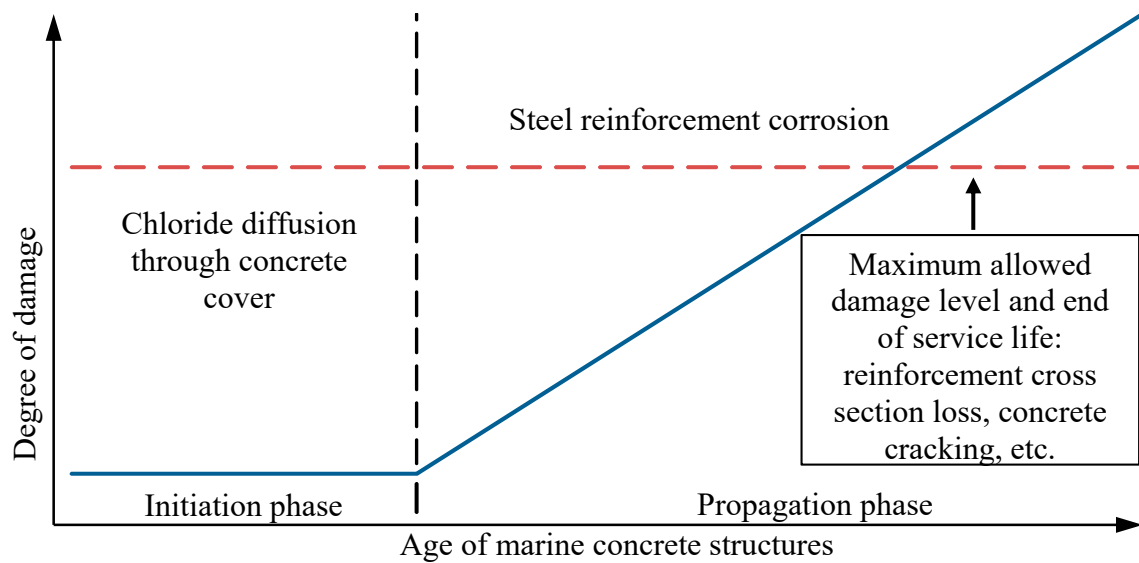 Steel reinforcement corrosion
Chloride diffusion
through concrete
cover
Maximum allowed
damage level and end
of service life:
reinforcement cross
section loss, concrete
cracking, etc.
Degree of damage
Initiation phase
Propagation phase
Age of marine concrete structures